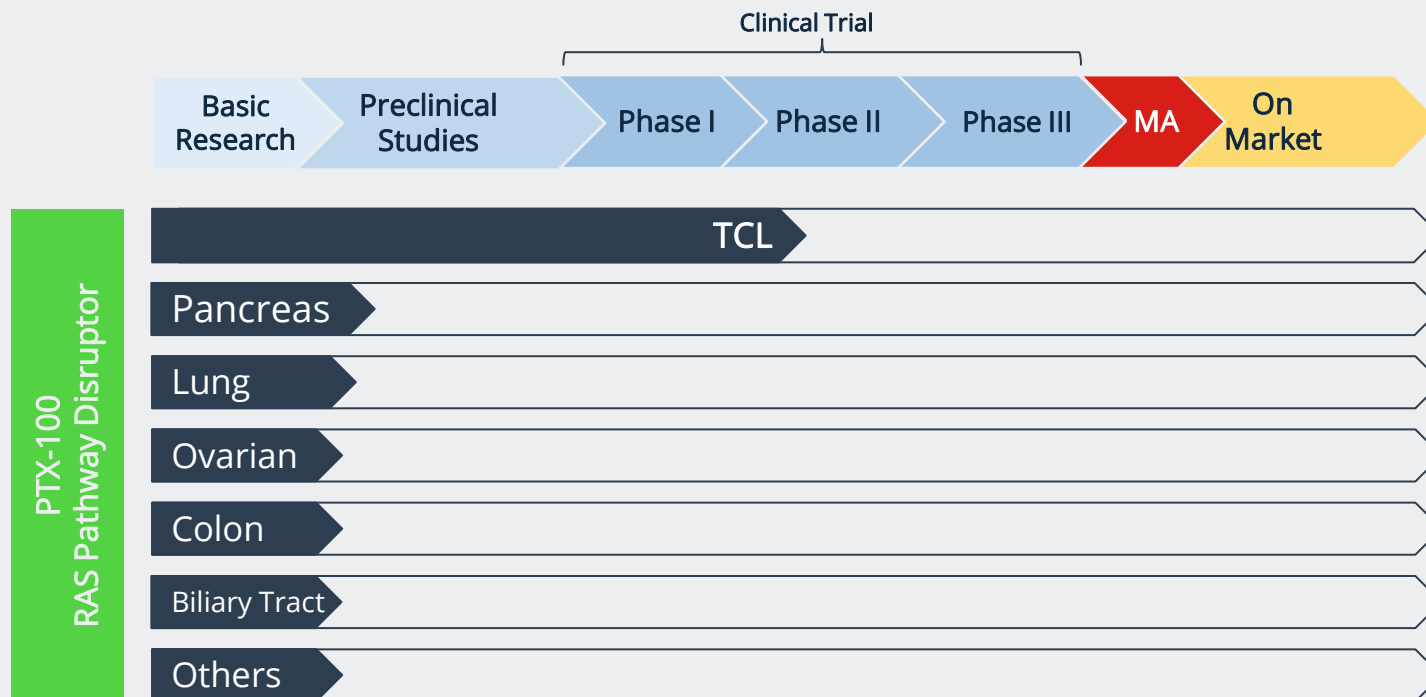 Clinical Trial
Basic
Research
Preclinical
Studies
Phase I
Phase II
Phase III
MA
On
Market
PTX-100
RAS Pathway Disruptor
TCL
Pancreas
Lung
Ovarian
Colon
Biliary Tract
Others